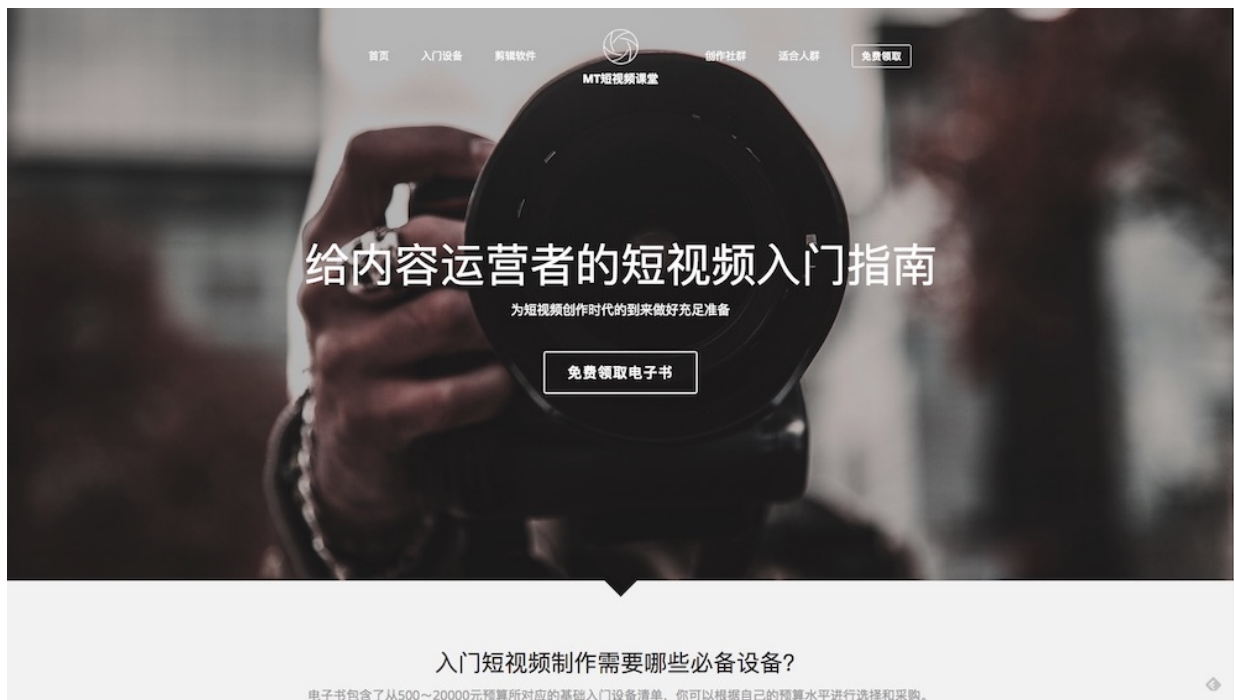 首页 入门设备 剪辑软件 创作社群 适合人群 免费领取
MT短视频课堂
给内容运营者的短视频入门指南
为短视频创作时代的到来做好充足准备
免费领取电子书
入门短视频制作需要哪些必备设备?
电子书包含了从500～20000元预算所对应的基础入门设备清单，你可以根据自己的预算水平进行选择和采购。